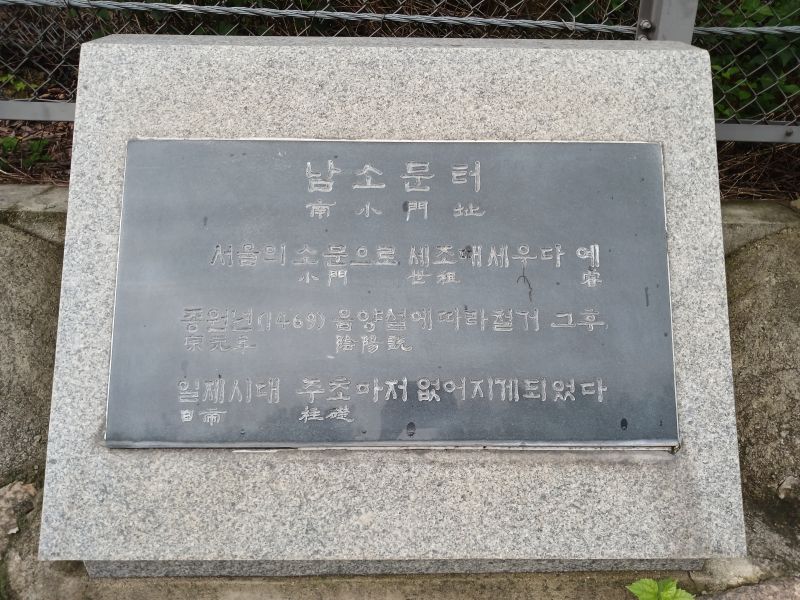 남소문터
南小門址
서울의 소문으로 세조때세우다 예
小門 世祖 睿
종원년(1469) 음양설에따라철거 그후,
宗元年 陰陽說
일제시대 주초마저 없어지게되었다
日帝 柱礎